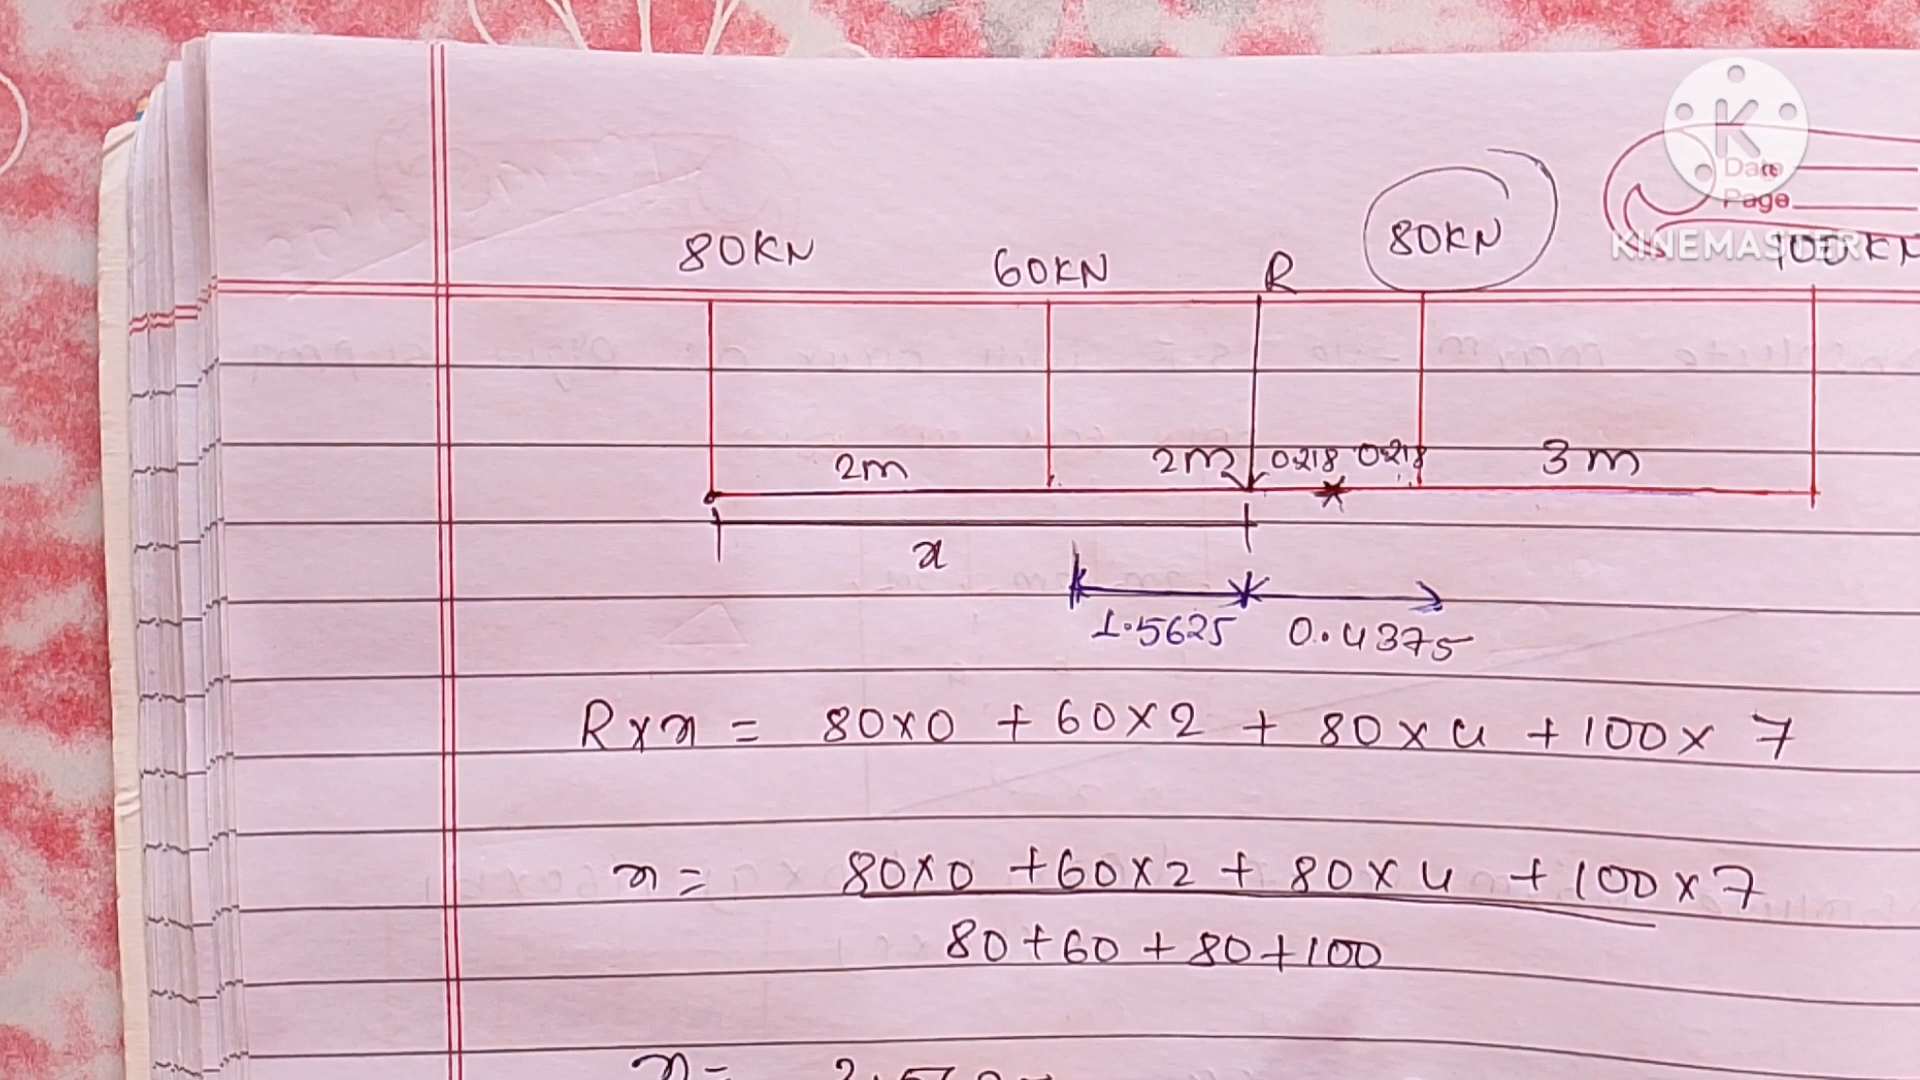 Date
Page
KINEMASTER
80KN 60KN R 80KN 100KN
2m 2m 0.218 0.218 3m
x
1.5625 0.4375
R×x = 80×0 + 60×2 + 80×4 + 100×7
x = 80×0 + 60×2 + 80×4 + 100×7
80+60+80+100
x =